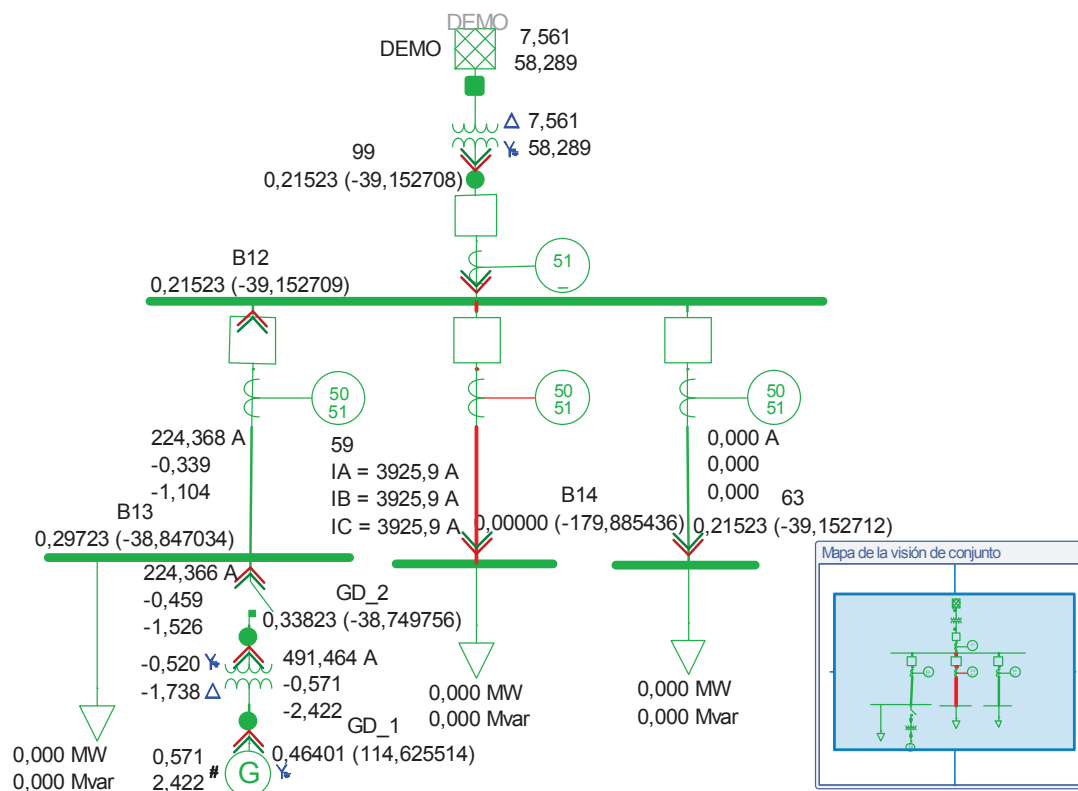 DEMO
DEMO
7,561
58,289
Δ 7,561
58,289
99
0,21523 (-39,152708)
51
_
B12
0,21523 (-39,152709)
50
51
50
51
50
51
224,368 A
-0,339
-1,104
59
IA = 3925,9 A
IB = 3925,9 A
IC = 3925,9 A
0,000 A
0,000
0,000
B13
0,29723 (-38,847034)
B14
0,00000 (-179,885436)
63
0,21523 (-39,152712)
224,366 A
-0,459
-1,526
GD_2
0,33823 (-38,749756)
-0,520
-1,738 Δ
491,464 A
-0,571
-2,422
GD_1
0,46401 (114,625514)
0,000 MW
0,000 Mvar
0,571
2,422
#
G
0,000 MW
0,000 Mvar
0,000 MW
0,000 Mvar
Mapa de la visión de conjunto